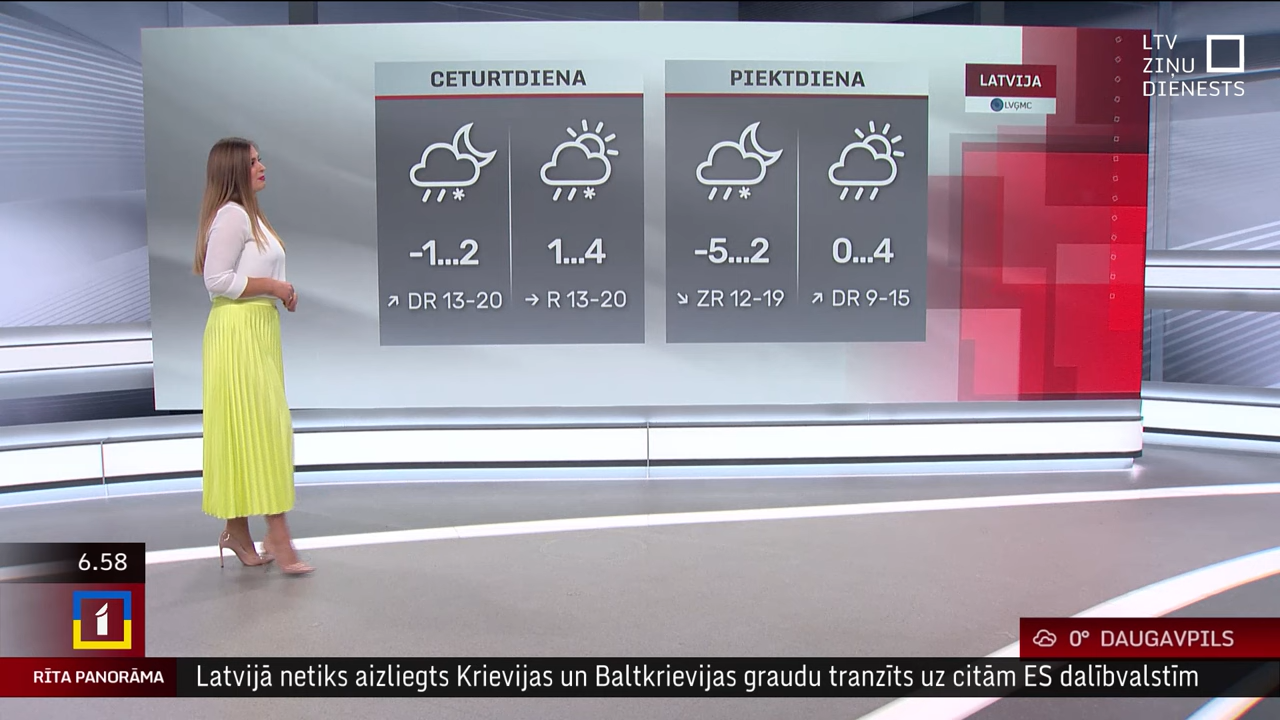 LTV
ZIŅU
DIENESTS
CETURTDIENA
PIEKTDIENA
LATVIJA
LVĢMC
-1...2
1...4
-5...2
0...4
DR 13-20
R 13-20
ZR 12-19
DR 9-15
6.58
1
0° DAUGAVPILS
RĪTA PANORĀMA
Latvijā netiks aizliegts Krievijas un Baltkrievijas graudu tranzīts uz citām ES dalībvalstīm